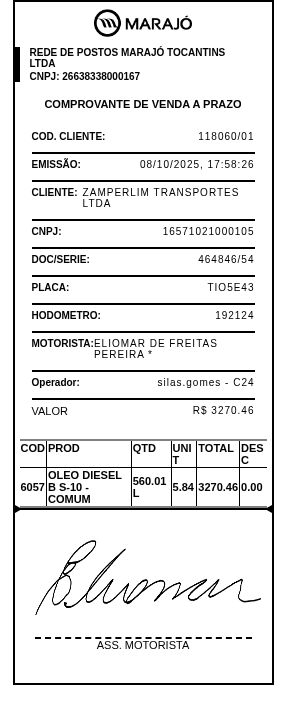 MARAJÓ
REDE DE POSTOS MARAJÓ TOCANTINS
LTDA
CNPJ: 26638338000167
COMPROVANTE DE VENDA A PRAZO
COD. CLIENTE: 118060/01
EMISSÃO: 08/10/2025, 17:58:26
CLIENTE: ZAMPERLIM TRANSPORTES
LTDA
CNPJ: 16571021000105
DOC/SERIE: 464846/54
PLACA: TIO5E43
HODOMETRO: 192124
MOTORISTA:ELIOMAR DE FREITAS
PEREIRA *
Operador: silas.gomes - C24
VALOR R$ 3270.46
COD PROD QTD UNI
T TOTAL DES
C
6057 OLEO DIESEL
B S-10 -
COMUM 560.01
L 5.84 3270.46 0.00
ASS. MOTORISTA